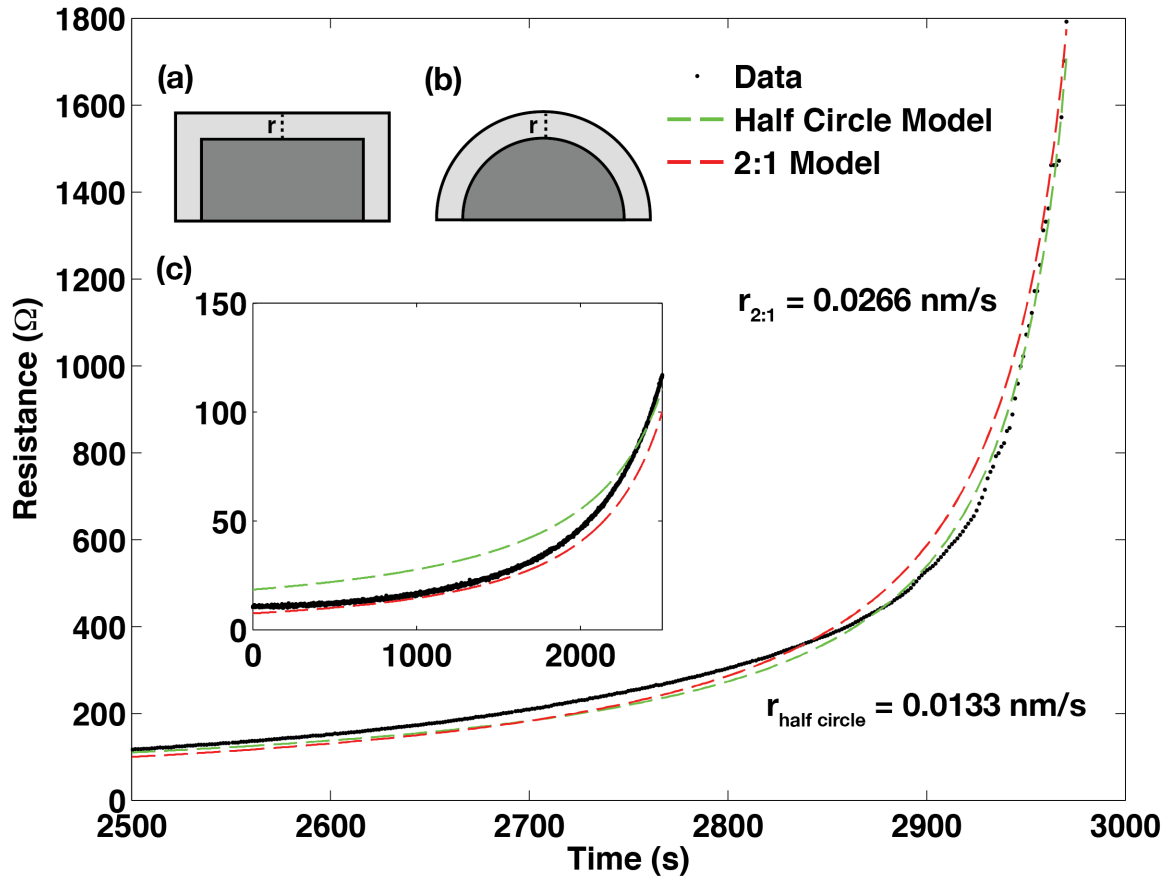 (a)
r
(b)
r
Data
Half Circle Model
2:1 Model
(c)
150
100
50
0
0 1000 2000
r2:1 = 0.0266 nm/s
rhalf circle = 0.0133 nm/s
Resistance (Ω)
1800
1600
1400
1200
1000
800
600
400
200
0
2500 2600 2700 2800 2900 3000
Time (s)